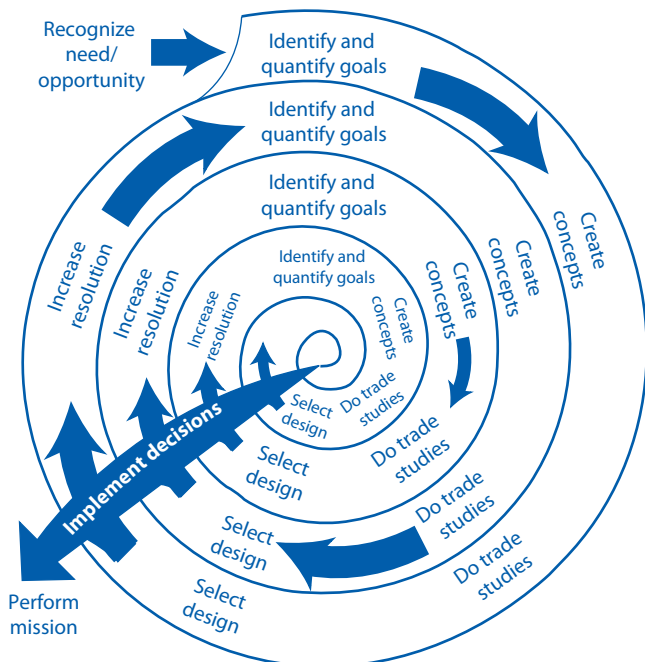 Recognize
need/
opportunity
Identify and
quantify goals
Identify and
quantify goals
Identify and
quantify goals
Identify and
quantify goals
Create
concepts
Create
concepts
Create
concepts
Create
concepts
Do trade
studies
Do trade
studies
Do trade
studies
Do trade
studies
Select
design
Select
design
Select
design
Select
design
Increase
resolution
Increase
resolution
Increase
resolution
Implement decisions
Perform
mission